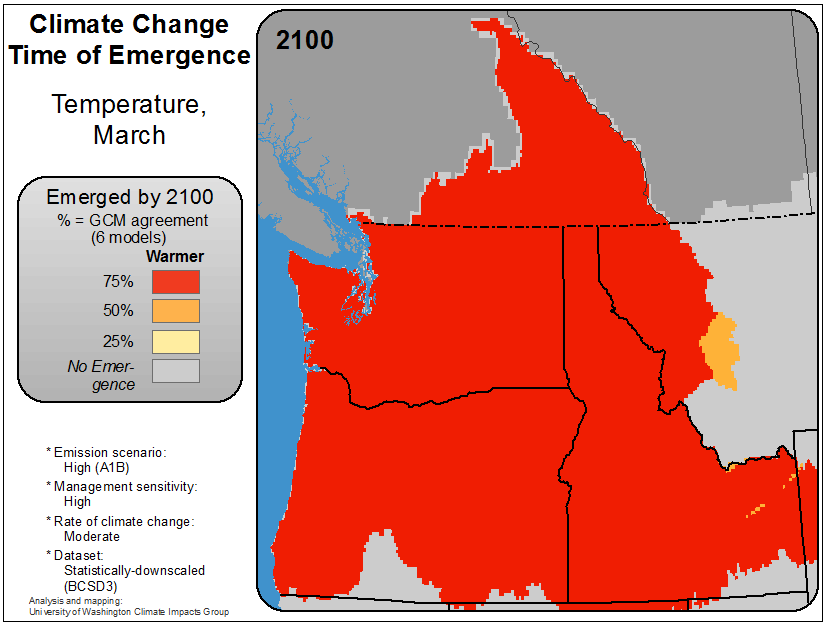 Climate Change
Time of Emergence
Temperature,
March
2100
Emerged by 2100
% = GCM agreement
(6 models)
Warmer
75%
50%
25%
No Emer-
gence
* Emission scenario:
High (A1B)
* Management sensitivity:
High
* Rate of climate change:
Moderate
* Dataset:
Statistically-downscaled
(BCSD3)
Analysis and mapping:
University of Washington Climate Impacts Group